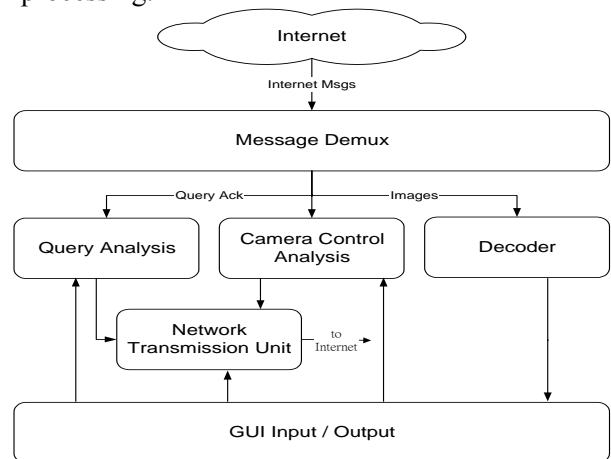 processing.
Internet
Internet Msgs
Message Demux
Query Ack
Images
Query Analysis
Camera Control
Analysis
Decoder
Network
Transmission Unit
to
Internet
GUI Input / Output